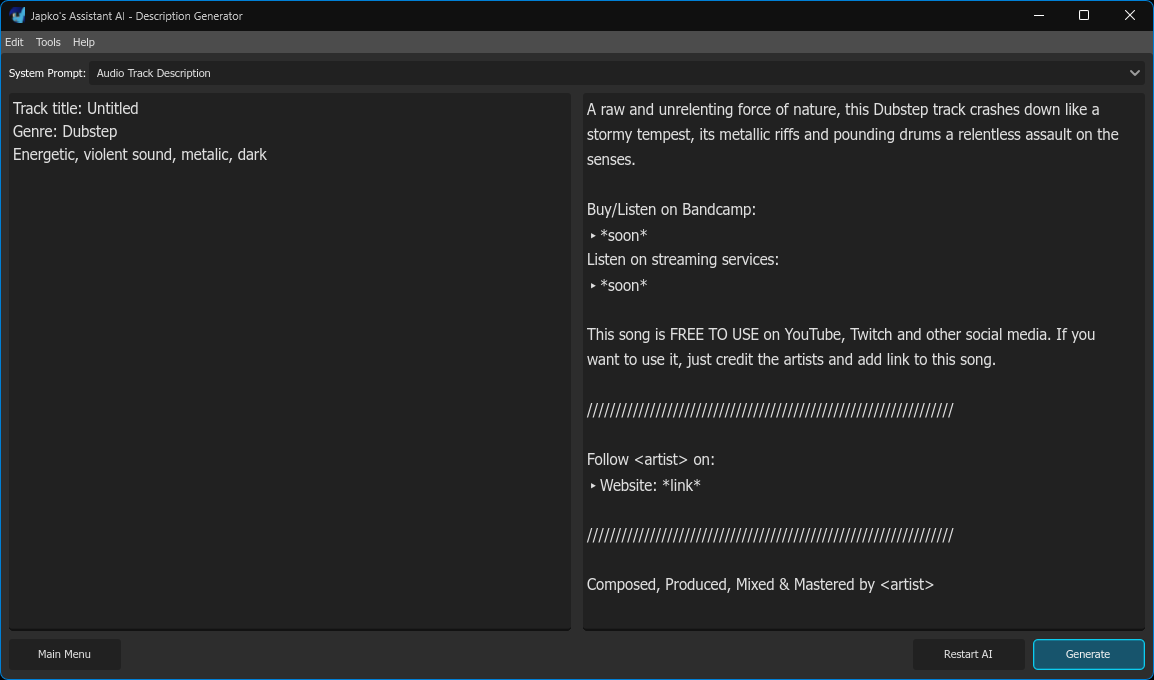 Japko's Assistant AI - Description Generator
Edit Tools Help
System Prompt: Audio Track Description
Track title: Untitled
Genre: Dubstep
Energetic, violent sound, metalic, dark
A raw and unrelenting force of nature, this Dubstep track crashes down like a
stormy tempest, its metallic riffs and pounding drums a relentless assault on the
senses.
Buy/Listen on Bandcamp:
‣ *soon*
Listen on streaming services:
‣ *soon*
This song is FREE TO USE on YouTube, Twitch and other social media. If you
want to use it, just credit the artists and add link to this song.
//////////////////////////////////////////////////////////////////
Follow <artist> on:
‣ Website: *link*
//////////////////////////////////////////////////////////////////
Composed, Produced, Mixed & Mastered by <artist>
Main Menu
Restart AI
Generate